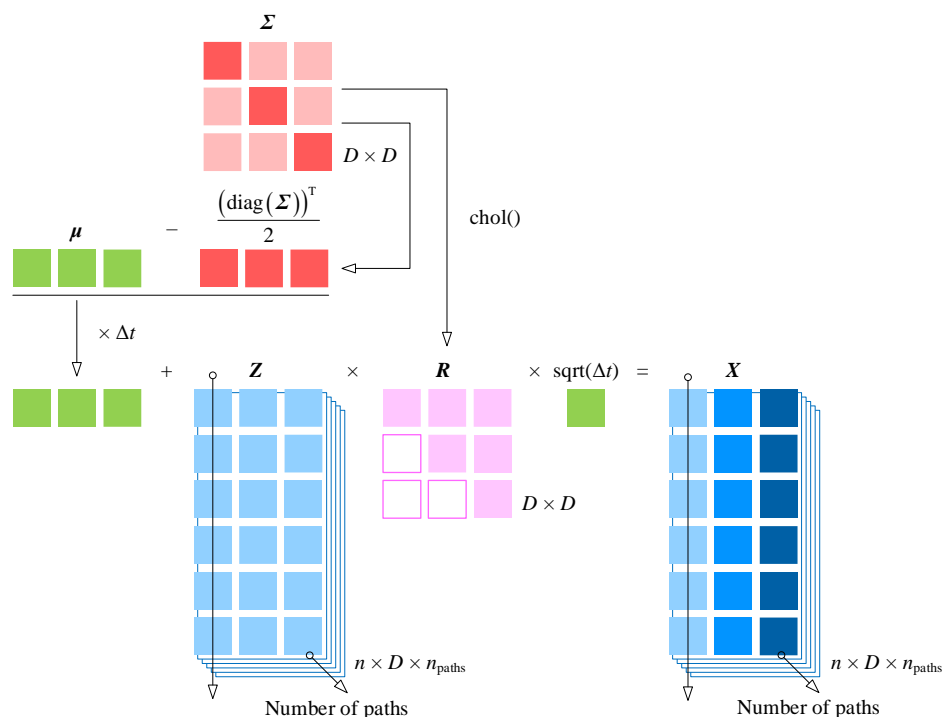 Σ
D × D
μ − (diag(Σ))ᵀ / 2
chol()
× Δt
+ Z × R × sqrt(Δt) = X
D × D
n × D × n_paths
n × D × n_paths
Number of paths
Number of paths